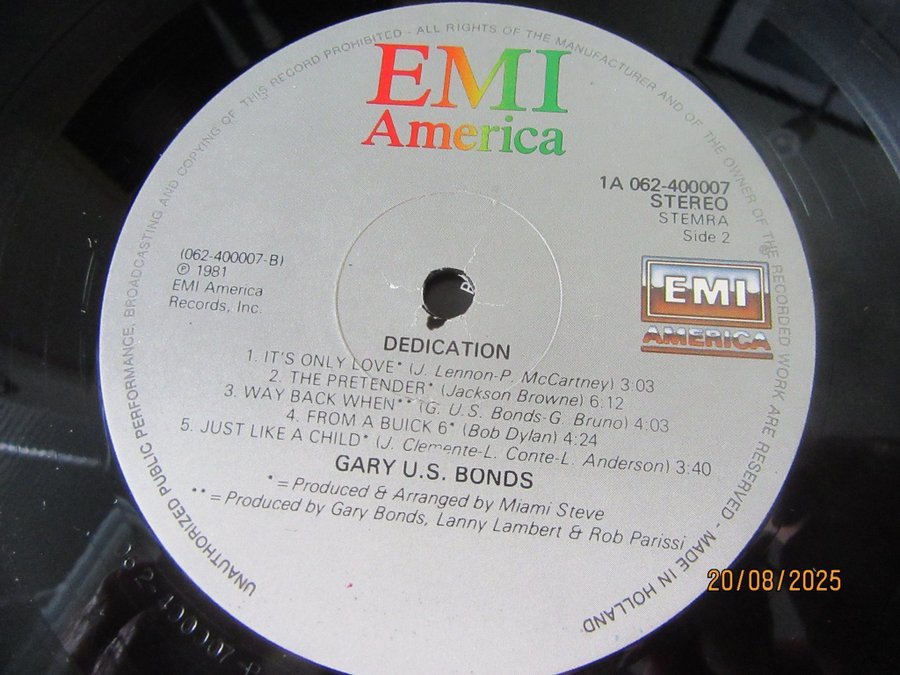 UNAUTHORIZED PUBLIC PERFORMANCE, BROADCASTING AND COPYING OF THIS RECORD PROHIBITED - ALL RIGHTS OF THE MANUFACTURER AND OF THE OWNER OF THE RECORDED WORK ARE RESERVED - MADE IN HOLLAND
EMI
America
1A 062-400007
STEREO
STEMRA
Side 2
(062-400007-B)
℗ 1981
EMI America
Records, Inc.
EMI
AMERICA
DEDICATION
1. IT'S ONLY LOVE* (J. Lennon-P. McCartney) 3:03
2. THE PRETENDER* (Jackson Browne) 6:12
3. WAY BACK WHEN** (G. U.S. Bonds-G. Bruno) 4:03
4. FROM A BUICK 6* (Bob Dylan) 4:24
5. JUST LIKE A CHILD* (J. Clemente-L. Conte-L. Anderson) 3:40
GARY U.S. BONDS
* = Produced & Arranged by Miami Steve
** = Produced by Gary Bonds, Lanny Lambert & Rob Parissi
20/08/2025